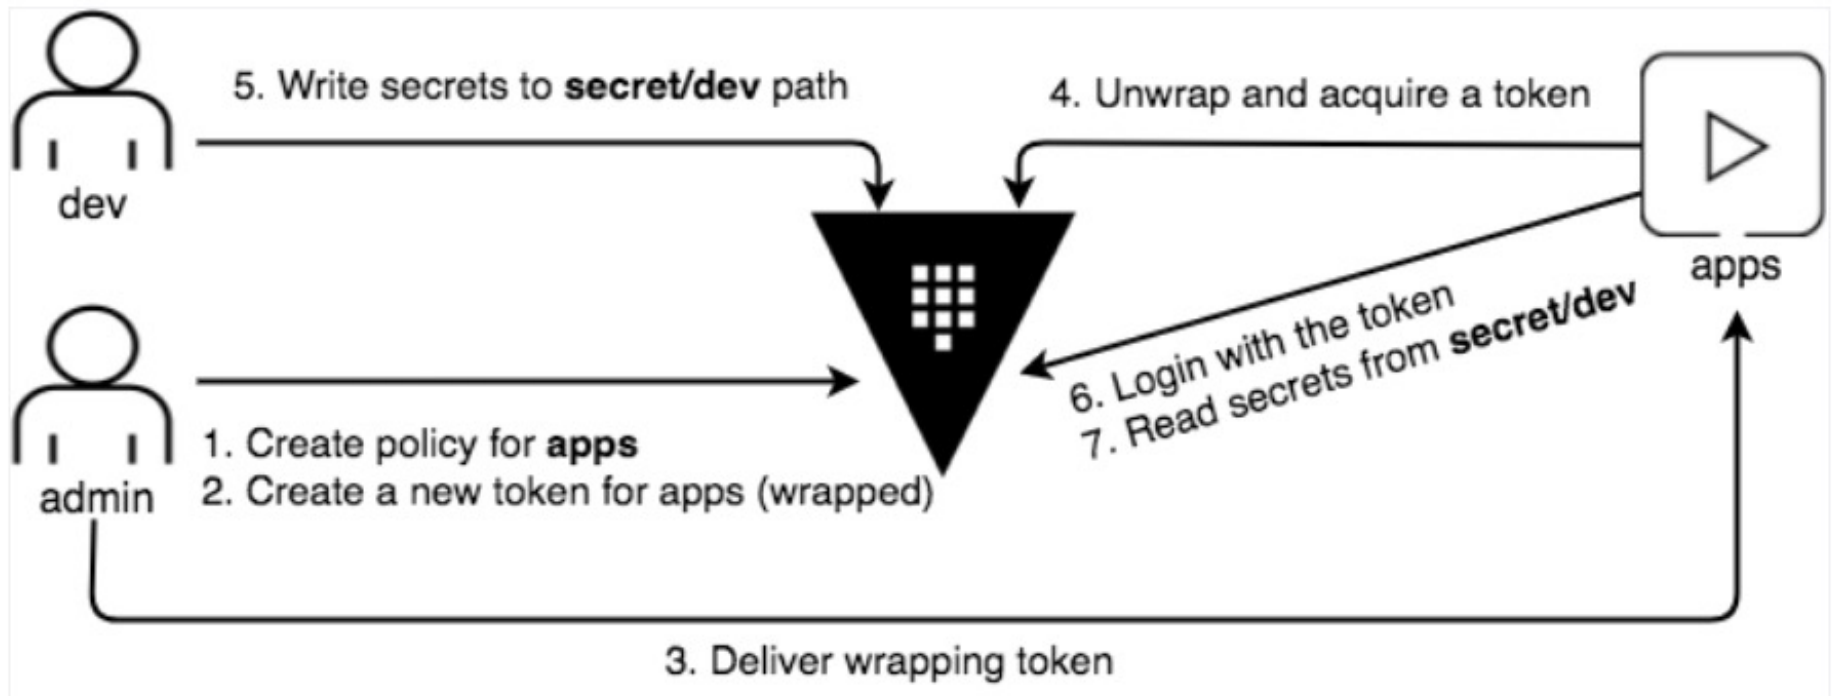 5. Write secrets to secret/dev path
4. Unwrap and acquire a token
dev
apps
6. Login with the token
7. Read secrets from secret/dev
1. Create policy for apps
2. Create a new token for apps (wrapped)
admin
3. Deliver wrapping token